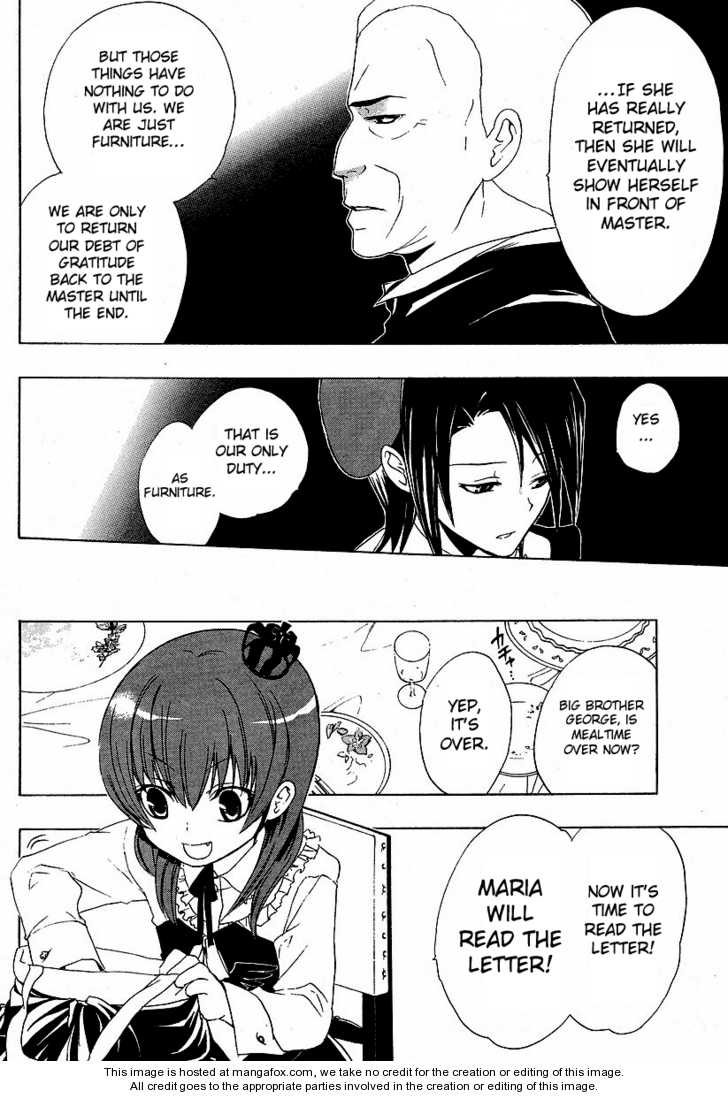 ...IF SHE
HAS REALLY
RETURNED,
THEN SHE WILL
EVENTUALLY
SHOW HERSELF
IN FRONT OF
MASTER.
BUT THOSE
THINGS HAVE
NOTHING TO DO
WITH US. WE
ARE JUST
FURNITURE...
WE ARE ONLY
TO RETURN
OUR DEBT OF
GRATITUDE
BACK TO THE
MASTER UNTIL
THE END.
YES
...
THAT IS
OUR ONLY
DUTY...
AS
FURNITURE.
BIG BROTHER
GEORGE, IS
MEALTIME
OVER NOW?
カチャ...
YEP,
IT'S
OVER.
NOW IT'S
TIME TO
READ THE
LETTER!
MARIA
WILL
READ THE
LETTER!
This image is hosted at mangafox.com, we take no credit for the creation or editing of this image.
All credit goes to the appropriate parties involved in the creation or editing of this image.